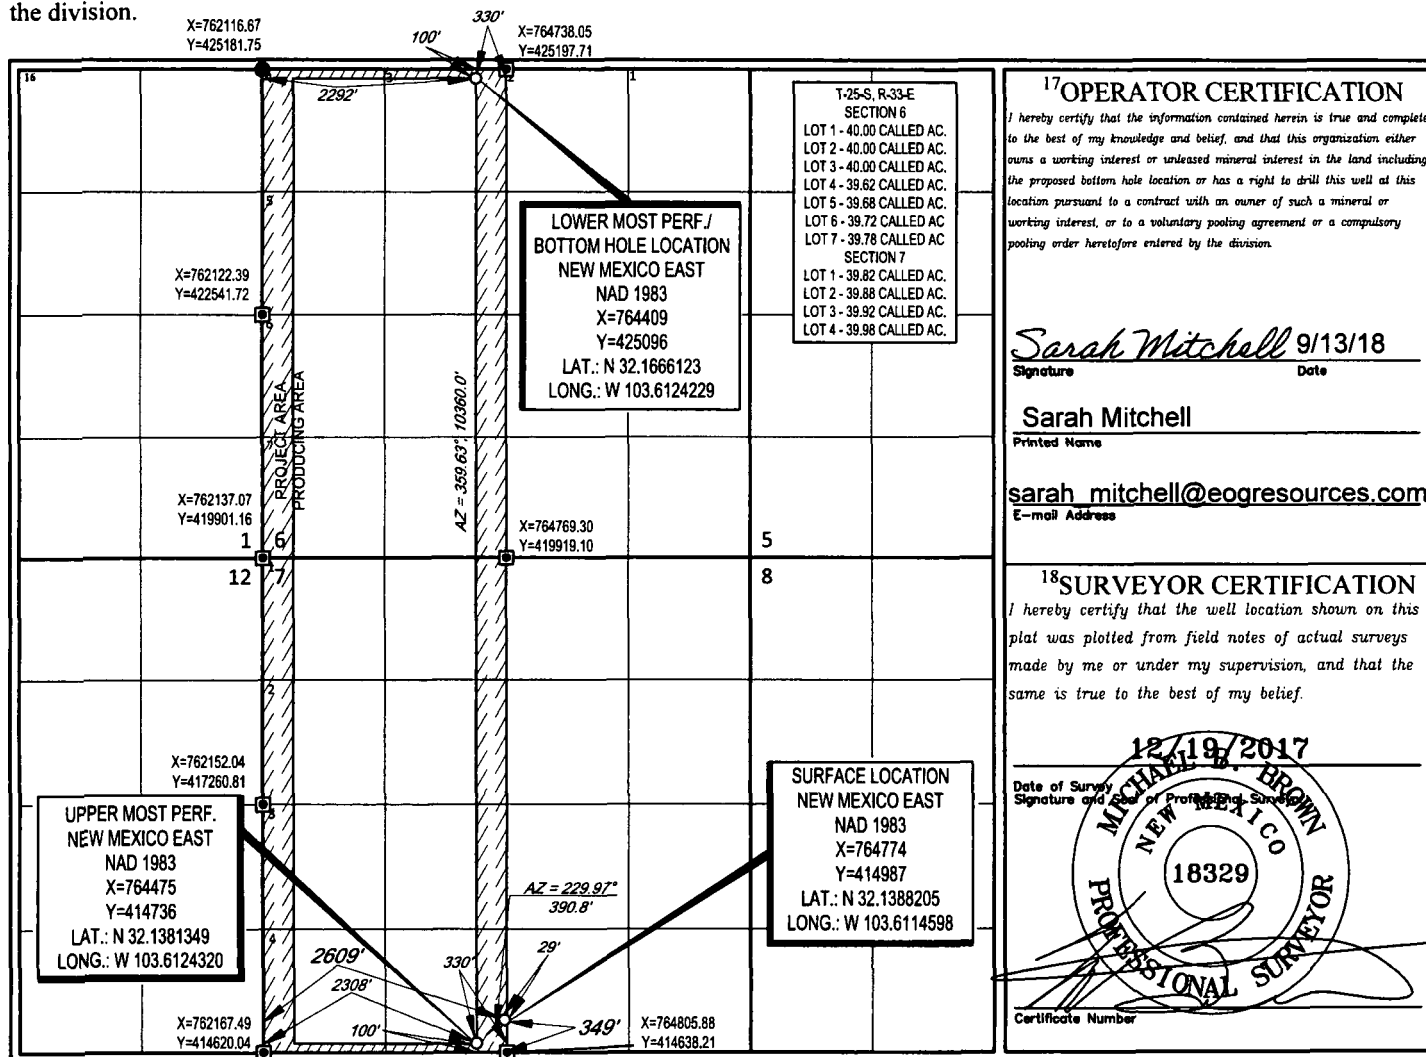 the division.
X=762116.67
Y=425181.75
100'
330'
X=764738.05
Y=425197.71
16
3
2
1
2292'
T-25-S, R-33-E
SECTION 6
LOT 1 - 40.00 CALLED AC.
LOT 2 - 40.00 CALLED AC.
LOT 3 - 40.00 CALLED AC.
LOT 4 - 39.62 CALLED AC.
LOT 5 - 39.68 CALLED AC.
LOT 6 - 39.72 CALLED AC
LOT 7 - 39.78 CALLED AC
SECTION 7
LOT 1 - 39.82 CALLED AC.
LOT 2 - 39.88 CALLED AC.
LOT 3 - 39.92 CALLED AC.
LOT 4 - 39.98 CALLED AC.
5
LOWER MOST PERF./
BOTTOM HOLE LOCATION
NEW MEXICO EAST
NAD 1983
X=764409
Y=425096
LAT.: N 32.1666123
LONG.: W 103.6124229
X=762122.39
Y=422541.72
6
PROJECT AREA
PRODUCING AREA
7
AZ = 359.63°, 10360.0'
X=762137.07
Y=419901.16
X=764769.30
Y=419919.10
1 6
5
12 7
8
1
2
X=762152.04
Y=417260.81
3
UPPER MOST PERF.
NEW MEXICO EAST
NAD 1983
X=764475
Y=414736
LAT.: N 32.1381349
LONG.: W 103.6124320
SURFACE LOCATION
NEW MEXICO EAST
NAD 1983
X=764774
Y=414987
LAT.: N 32.1388205
LONG.: W 103.6114598
AZ = 229.97°
390.8'
4
2609'
330'
29'
2308'
100'
349'
X=762167.49
Y=414620.04
X=764805.88
Y=414638.21
17 OPERATOR CERTIFICATION
I hereby certify that the information contained herein is true and complete
to the best of my knowledge and belief, and that this organization either
owns a working interest or unleased mineral interest in the land including
the proposed bottom hole location or has a right to drill this well at this
location pursuant to a contract with an owner of such a mineral or
working interest, or to a voluntary pooling agreement or a compulsory
pooling order heretofore entered by the division.
Sarah Mitchell 9/13/18
Signature Date
Sarah Mitchell
Printed Name
sarah_mitchell@eogresources.com
E-mail Address
18 SURVEYOR CERTIFICATION
I hereby certify that the well location shown on this
plat was plotted from field notes of actual surveys
made by me or under my supervision, and that the
same is true to the best of my belief.
12/19/2017
Date of Survey
Signature and Seal of Professional Surveyor
MICHAEL B. BROWN
NEW MEXICO
18329
PROFESSIONAL SURVEYOR
Certificate Number